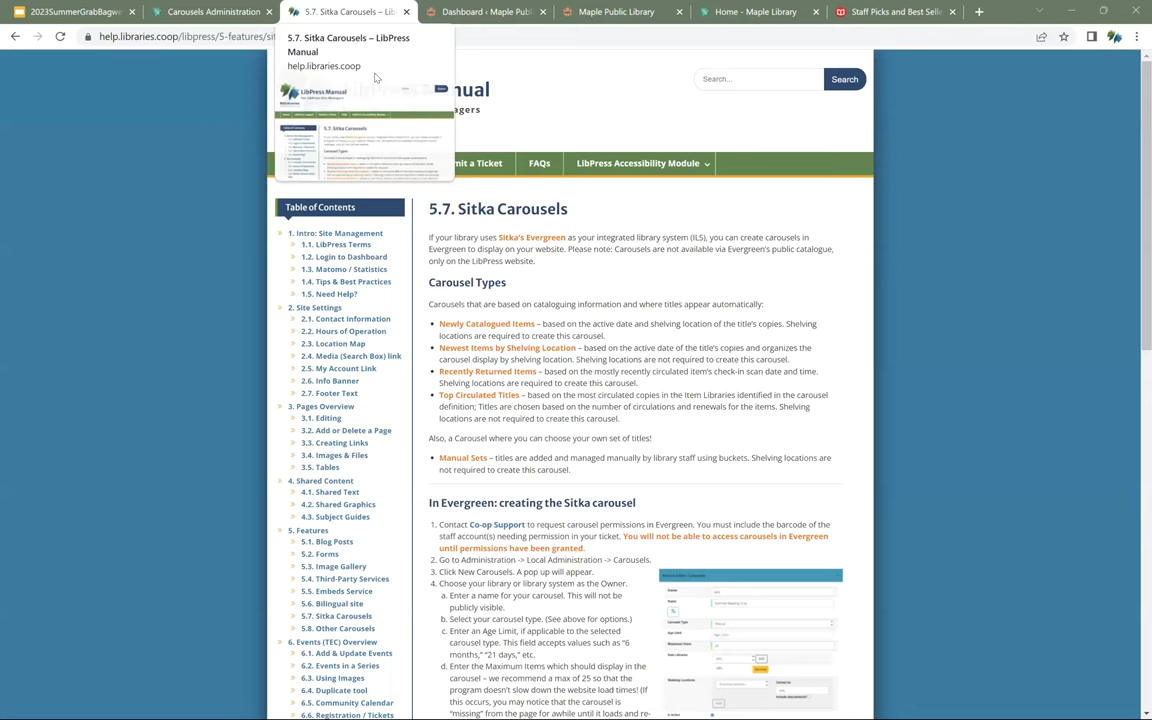 2023SummerGrabBagwe
Carousels Administration
5.7. Sitka Carousels – Lib
Dashboard ‹ Maple Publ
Maple Public Library
Home - Maple Library
Staff Picks and Best Selle
help.libraries.coop/libpress/5-features/sit
5.7. Sitka Carousels – LibPress
Manual
help.libraries.coop
LibPress Manual
5.7. Sitka Carousels
nual
agers
Search...
Search
mit a Ticket
FAQs
LibPress Accessibility Module
Table of Contents
1. Intro: Site Management
1.1. LibPress Terms
1.2. Login to Dashboard
1.3. Matomo / Statistics
1.4. Tips & Best Practices
1.5. Need Help?
2. Site Settings
2.1. Contact Information
2.2. Hours of Operation
2.3. Location Map
2.4. Media (Search Box) link
2.5. My Account Link
2.6. Info Banner
2.7. Footer Text
3. Pages Overview
3.1. Editing
3.2. Add or Delete a Page
3.3. Creating Links
3.4. Images & Files
3.5. Tables
4. Shared Content
4.1. Shared Text
4.2. Shared Graphics
4.3. Subject Guides
5. Features
5.1. Blog Posts
5.2. Forms
5.3. Image Gallery
5.4. Third-Party Services
5.5. Embeds Service
5.6. Bilingual site
5.7. Sitka Carousels
5.8. Other Carousels
6. Events (TEC) Overview
6.1. Add & Update Events
6.2. Events in a Series
6.3. Using Images
6.4. Duplicate tool
6.5. Community Calendar
6.6. Registration / Tickets
5.7. Sitka Carousels
If your library uses Sitka's Evergreen as your integrated library system (ILS), you can create carousels in
Evergreen to display on your website. Please note: Carousels are not available via Evergreen's public catalogue,
only on the LibPress website.
Carousel Types
Carousels that are based on cataloguing information and where titles appear automatically:
• Newly Catalogued Items – based on the active date and shelving location of the title's copies. Shelving
locations are required to create this carousel.
• Newest Items by Shelving Location – based on the active date of the title's copies and organizes the
carousel display by shelving location. Shelving locations are not required to create this carousel.
• Recently Returned Items – based on the mostly recently circulated item's check-in scan date and time.
Shelving locations are required to create this carousel.
• Top Circulated Titles – based on the most circulated copies in the Item Libraries identified in the carousel
definition; Titles are chosen based on the number of circulations and renewals for the items. Shelving
locations are not required to create this carousel.
Also, a Carousel where you can choose your own set of titles!
• Manual Sets – titles are added and managed manually by library staff using buckets. Shelving locations are
not required to create this carousel.
In Evergreen: creating the Sitka carousel
1. Contact Co-op Support to request carousel permissions in Evergreen. You must include the barcode of the
staff account(s) needing permission in your ticket. You will not be able to access carousels in Evergreen
until permissions have been granted.
2. Go to Administration -> Local Administration -> Carousels.
3. Click New Carousels. A pop up will appear.
4. Choose your library or library system as the Owner.
a. Enter a name for your carousel. This will not be
publicly visible.
b. Select your carousel type. (See above for options.)
c. Enter an Age Limit, if applicable to the selected
carousel type. This field accepts values such as "6
months," "21 days," etc.
d. Enter the Maximum Items which should display in the
carousel – we recommend a max of 25 so that the
program doesn't slow down the website load times! (If
this occurs, you may notice that the carousel is
"missing" from the page for awhile until it loads and re-